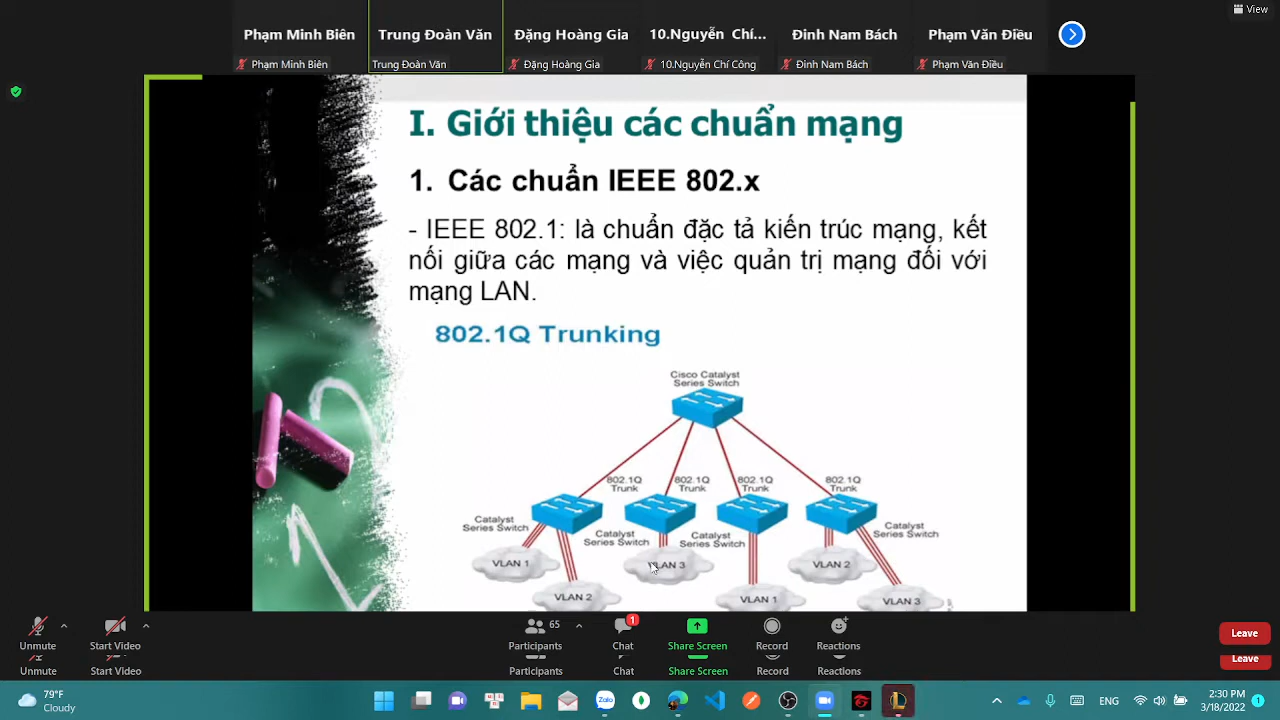 View
Phạm Minh Biên
Trung Đoàn Văn
Đặng Hoàng Gia
10.Nguyễn Chí...
Đinh Nam Bách
Phạm Văn Điều
Phạm Minh Biên
Trung Đoàn Văn
Đặng Hoàng Gia
10.Nguyễn Chí Công
Đinh Nam Bách
Phạm Văn Điều
I. Giới thiệu các chuẩn mạng
1. Các chuẩn IEEE 802.x
- IEEE 802.1: là chuẩn đặc tả kiến trúc mạng, kết
nối giữa các mạng và việc quản trị mạng đối với
mạng LAN.
802.1Q Trunking
Cisco Catalyst
Series Switch
802.1Q
Trunk
802.1Q
Trunk
802.1Q
Trunk
802.1Q
Trunk
Catalyst
Series Switch
Catalyst
Series Switch
Catalyst
Series Switch
Catalyst
Series Switch
VLAN 1
VLAN 2
VLAN 3
VLAN 1
VLAN 2
VLAN 3
Unmute
Start Video
65
Participants
1
Chat
Share Screen
Record
Reactions
Leave
Unmute
Start Video
Participants
Chat
Share Screen
Record
Reactions
Leave
79°F
Cloudy
Zalo
ENG
2:30 PM
3/18/2022
1